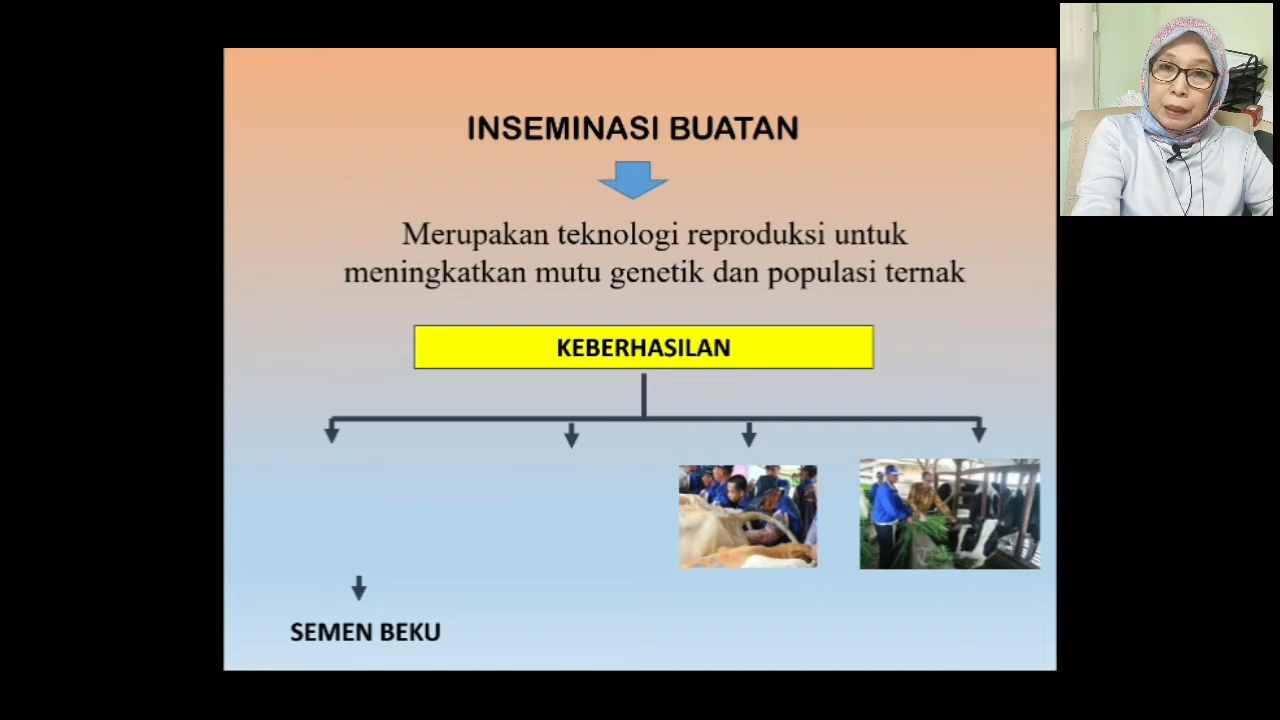 INSEMINASI BUATAN
Merupakan teknologi reproduksi untuk
meningkatkan mutu genetik dan populasi ternak
KEBERHASILAN
SEMEN BEKU